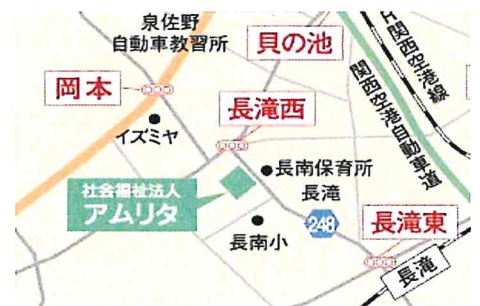 泉佐野
自動車教習所
貝の池
岡本
長滝西
イズミヤ
長南保育所
長滝
社会福祉法人
アムリタ
長南小
248
長滝東
長滝
関西空港自動車道
R関西空港線